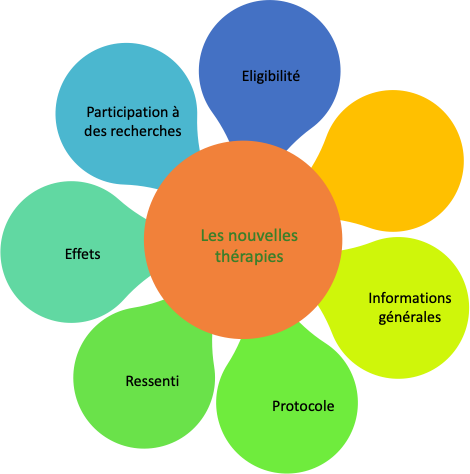 Eligibilité
Participation à
des recherches
Les nouvelles
thérapies
Effets
Informations
générales
Ressenti
Protocole